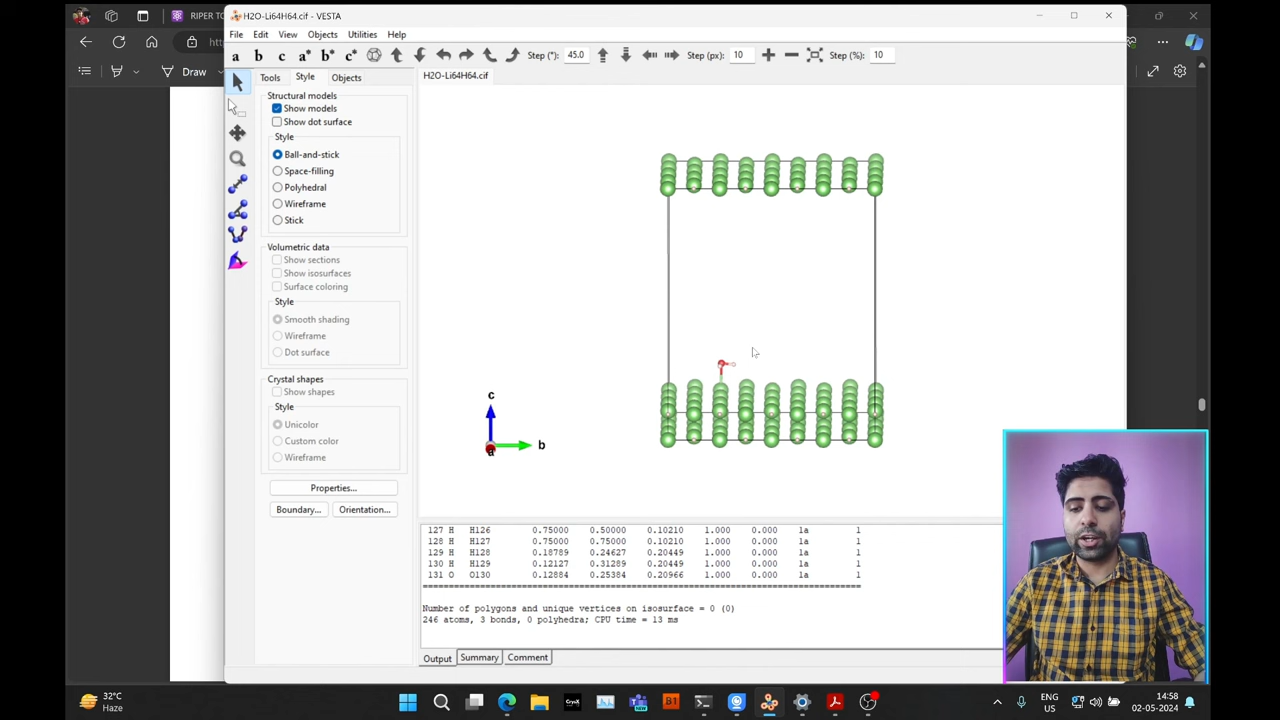 RIPER TO
H2O-Li64H64.cif - VESTA
Draw
File Edit View Objects Utilities Help
a b c a* b* c* Step (°): 45.0 Step (px): 10 Step (%): 10
Tools Style Objects
H2O-Li64H64.cif
Structural models
Show models
Show dot surface
Style
Ball-and-stick
Space-filling
Polyhedral
Wireframe
Stick
Volumetric data
Show sections
Show isosurfaces
Surface coloring
Style
Smooth shading
Wireframe
Dot surface
Crystal shapes
Show shapes
Style
Unicolor
Custom color
Wireframe
Properties...
Boundary... Orientation...
c
b
a
127 H H126 0.75000 0.50000 0.10210 1.000 0.000 1a 1
128 H H127 0.75000 0.75000 0.10210 1.000 0.000 1a 1
129 H H128 0.18789 0.24627 0.20449 1.000 0.000 1a 1
130 H H129 0.12127 0.31289 0.20449 1.000 0.000 1a 1
131 O O130 0.12884 0.25384 0.20966 1.000 0.000 1a 1
Number of polygons and unique vertices on isosurface = 0 (0)
246 atoms, 3 bonds, 0 polyhedra; CPU time = 13 ms
Output Summary Comment
32°C
Haze
ENG
US
14:58
02-05-2024